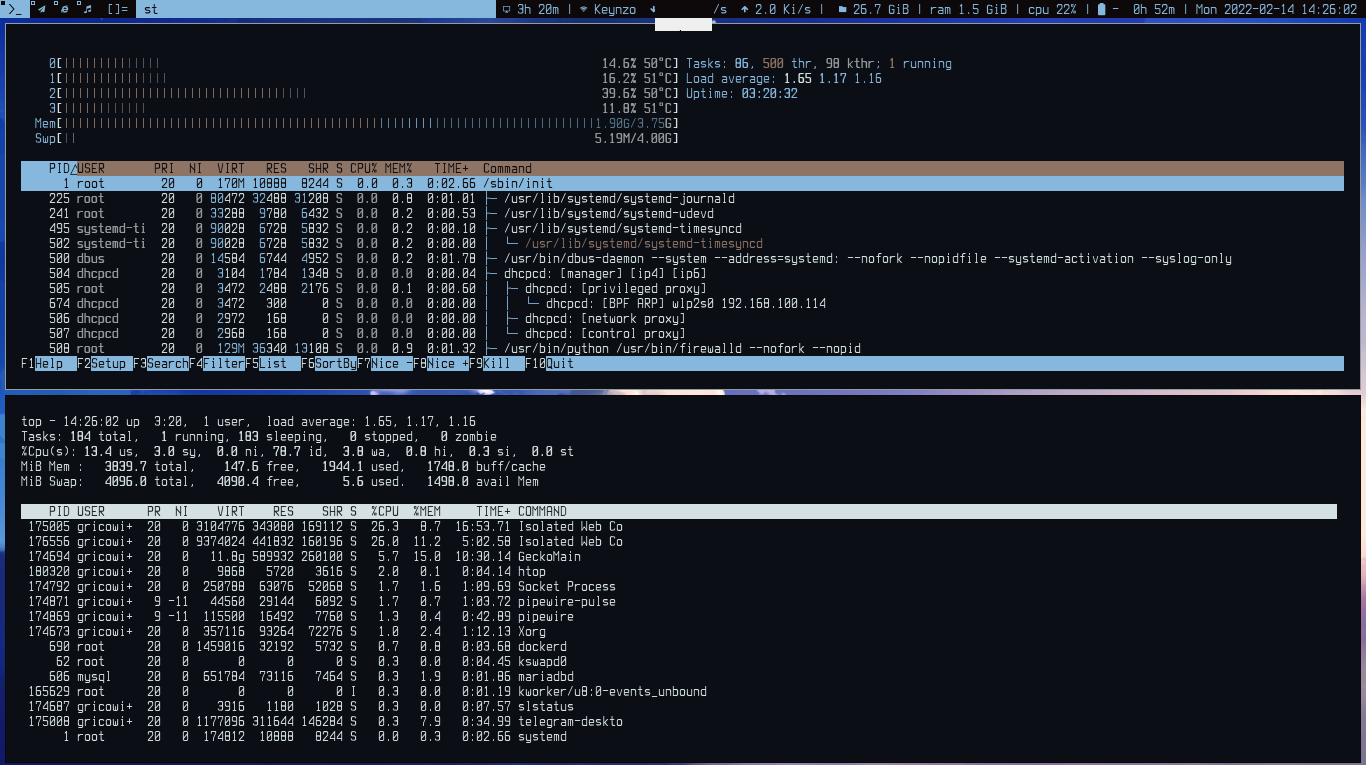 >_ []= st 3h 20m | Keynzo /s 2.0 Ki/s | 26.7 GiB | ram 1.5 GiB | cpu 22% | - 0h 52m | Mon 2022-02-14 14:26:02
0[|||||||||||||| 14.6% 50°C] Tasks: 86, 500 thr, 98 kthr; 1 running
1[||||||||||||||| 16.2% 51°C] Load average: 1.65 1.17 1.16
2[||||||||||||||||||||||||||||||||||| 39.6% 50°C] Uptime: 03:20:32
3[|||||||||||| 11.8% 51°C]
Mem[||||||||||||||||||||||||||||||||||||||||||||||||||||||||||||||||||||||||||||1.90G/3.75G]
Swp[|| 5.19M/4.00G]
PID△USER PRI NI VIRT RES SHR S CPU% MEM% TIME+ Command
1 root 20 0 170M 10888 8244 S 0.0 0.3 0:02.66 /sbin/init
225 root 20 0 80472 32488 31208 S 0.0 0.8 0:01.01 ├─ /usr/lib/systemd/systemd-journald
241 root 20 0 33288 9780 6432 S 0.0 0.2 0:00.53 ├─ /usr/lib/systemd/systemd-udevd
495 systemd-ti 20 0 90028 6728 5832 S 0.0 0.2 0:00.10 ├─ /usr/lib/systemd/systemd-timesyncd
502 systemd-ti 20 0 90028 6728 5832 S 0.0 0.2 0:00.00 │ └─ /usr/lib/systemd/systemd-timesyncd
500 dbus 20 0 14584 6744 4952 S 0.0 0.2 0:01.78 ├─ /usr/bin/dbus-daemon --system --address=systemd: --nofork --nopidfile --systemd-activation --syslog-only
504 dhcpcd 20 0 3104 1784 1348 S 0.0 0.0 0:00.04 ├─ dhcpcd: [manager] [ip4] [ip6]
505 root 20 0 3472 2488 2176 S 0.0 0.1 0:00.60 │ ├─ dhcpcd: [privileged proxy]
674 dhcpcd 20 0 3472 300 0 S 0.0 0.0 0:00.00 │ │ └─ dhcpcd: [BPF ARP] wlp2s0 192.168.100.114
506 dhcpcd 20 0 2972 168 0 S 0.0 0.0 0:00.00 │ ├─ dhcpcd: [network proxy]
507 dhcpcd 20 0 2968 168 0 S 0.0 0.0 0:00.00 │ └─ dhcpcd: [control proxy]
508 root 20 0 129M 36340 13108 S 0.0 0.9 0:01.32 ├─ /usr/bin/python /usr/bin/firewalld --nofork --nopid
F1Help F2Setup F3SearchF4FilterF5List F6SortByF7Nice -F8Nice +F9Kill F10Quit
top - 14:26:02 up 3:20, 1 user, load average: 1.65, 1.17, 1.16
Tasks: 184 total, 1 running, 183 sleeping, 0 stopped, 0 zombie
%Cpu(s): 13.4 us, 3.0 sy, 0.0 ni, 78.7 id, 3.8 wa, 0.8 hi, 0.3 si, 0.0 st
MiB Mem : 3839.7 total, 147.6 free, 1944.1 used, 1748.0 buff/cache
MiB Swap: 4096.0 total, 4090.4 free, 5.6 used. 1498.0 avail Mem
PID USER PR NI VIRT RES SHR S %CPU %MEM TIME+ COMMAND
175005 gricowi+ 20 0 3104776 343080 169112 S 26.3 8.7 16:53.71 Isolated Web Co
176556 gricowi+ 20 0 9374024 441832 160196 S 26.0 11.2 5:02.58 Isolated Web Co
174694 gricowi+ 20 0 11.8g 589932 260100 S 5.7 15.0 10:30.14 GeckoMain
180320 gricowi+ 20 0 9868 5720 3616 S 2.0 0.1 0:04.14 htop
174792 gricowi+ 20 0 250788 63076 52068 S 1.7 1.6 1:09.69 Socket Process
174871 gricowi+ 9 -11 44560 29144 6092 S 1.7 0.7 1:03.72 pipewire-pulse
174869 gricowi+ 9 -11 115500 16492 7760 S 1.3 0.4 0:42.89 pipewire
174673 gricowi+ 20 0 357116 93264 72276 S 1.0 2.4 1:12.13 Xorg
690 root 20 0 1459016 32192 5732 S 0.7 0.8 0:03.68 dockerd
62 root 20 0 0 0 0 S 0.3 0.0 0:04.45 kswapd0
606 mysql 20 0 651784 73116 7464 S 0.3 1.9 0:01.86 mariadbd
165629 root 20 0 0 0 0 I 0.3 0.0 0:01.19 kworker/u8:0-events_unbound
174687 gricowi+ 20 0 3916 1180 1028 S 0.3 0.0 0:07.57 slstatus
175008 gricowi+ 20 0 1177096 311644 146284 S 0.3 7.9 0:34.99 telegram-deskto
1 root 20 0 174812 10888 8244 S 0.0 0.3 0:02.66 systemd